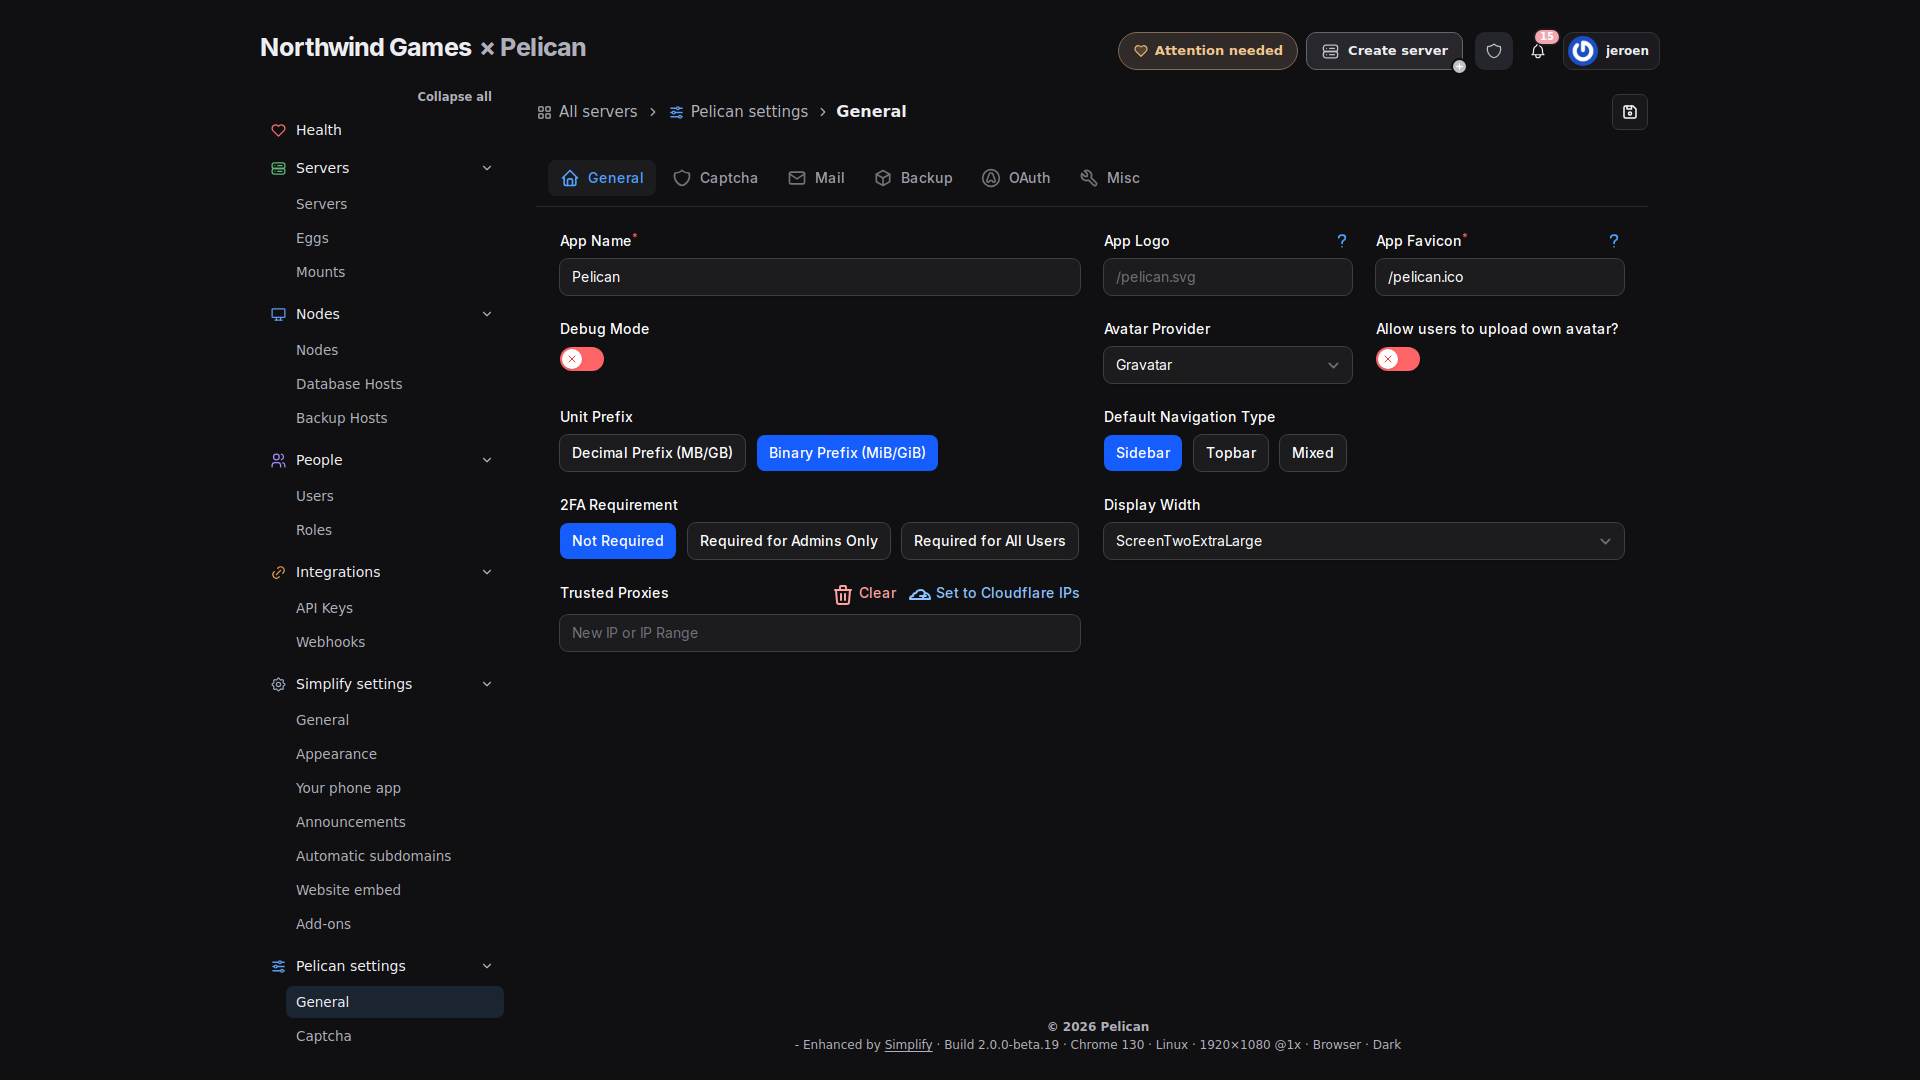 Northwind Games × Pelican
Attention needed
Create server
15
jeroen
Collapse all
Health
Servers
Servers
Eggs
Mounts
Nodes
Nodes
Database Hosts
Backup Hosts
People
Users
Roles
Integrations
API Keys
Webhooks
Simplify settings
General
Appearance
Your phone app
Announcements
Automatic subdomains
Website embed
Add-ons
Pelican settings
General
Captcha
All servers > Pelican settings > General
General Captcha Mail Backup OAuth Misc
App Name*
Pelican
App Logo ?
/pelican.svg
App Favicon* ?
/pelican.ico
Debug Mode
Avatar Provider
Gravatar
Allow users to upload own avatar?
Unit Prefix
Decimal Prefix (MB/GB) Binary Prefix (MiB/GiB)
Default Navigation Type
Sidebar Topbar Mixed
2FA Requirement
Not Required Required for Admins Only Required for All Users
Display Width
ScreenTwoExtraLarge
Trusted Proxies Clear Set to Cloudflare IPs
New IP or IP Range
© 2026 Pelican
- Enhanced by Simplify · Build 2.0.0-beta.19 · Chrome 130 · Linux · 1920×1080 @1x · Browser · Dark